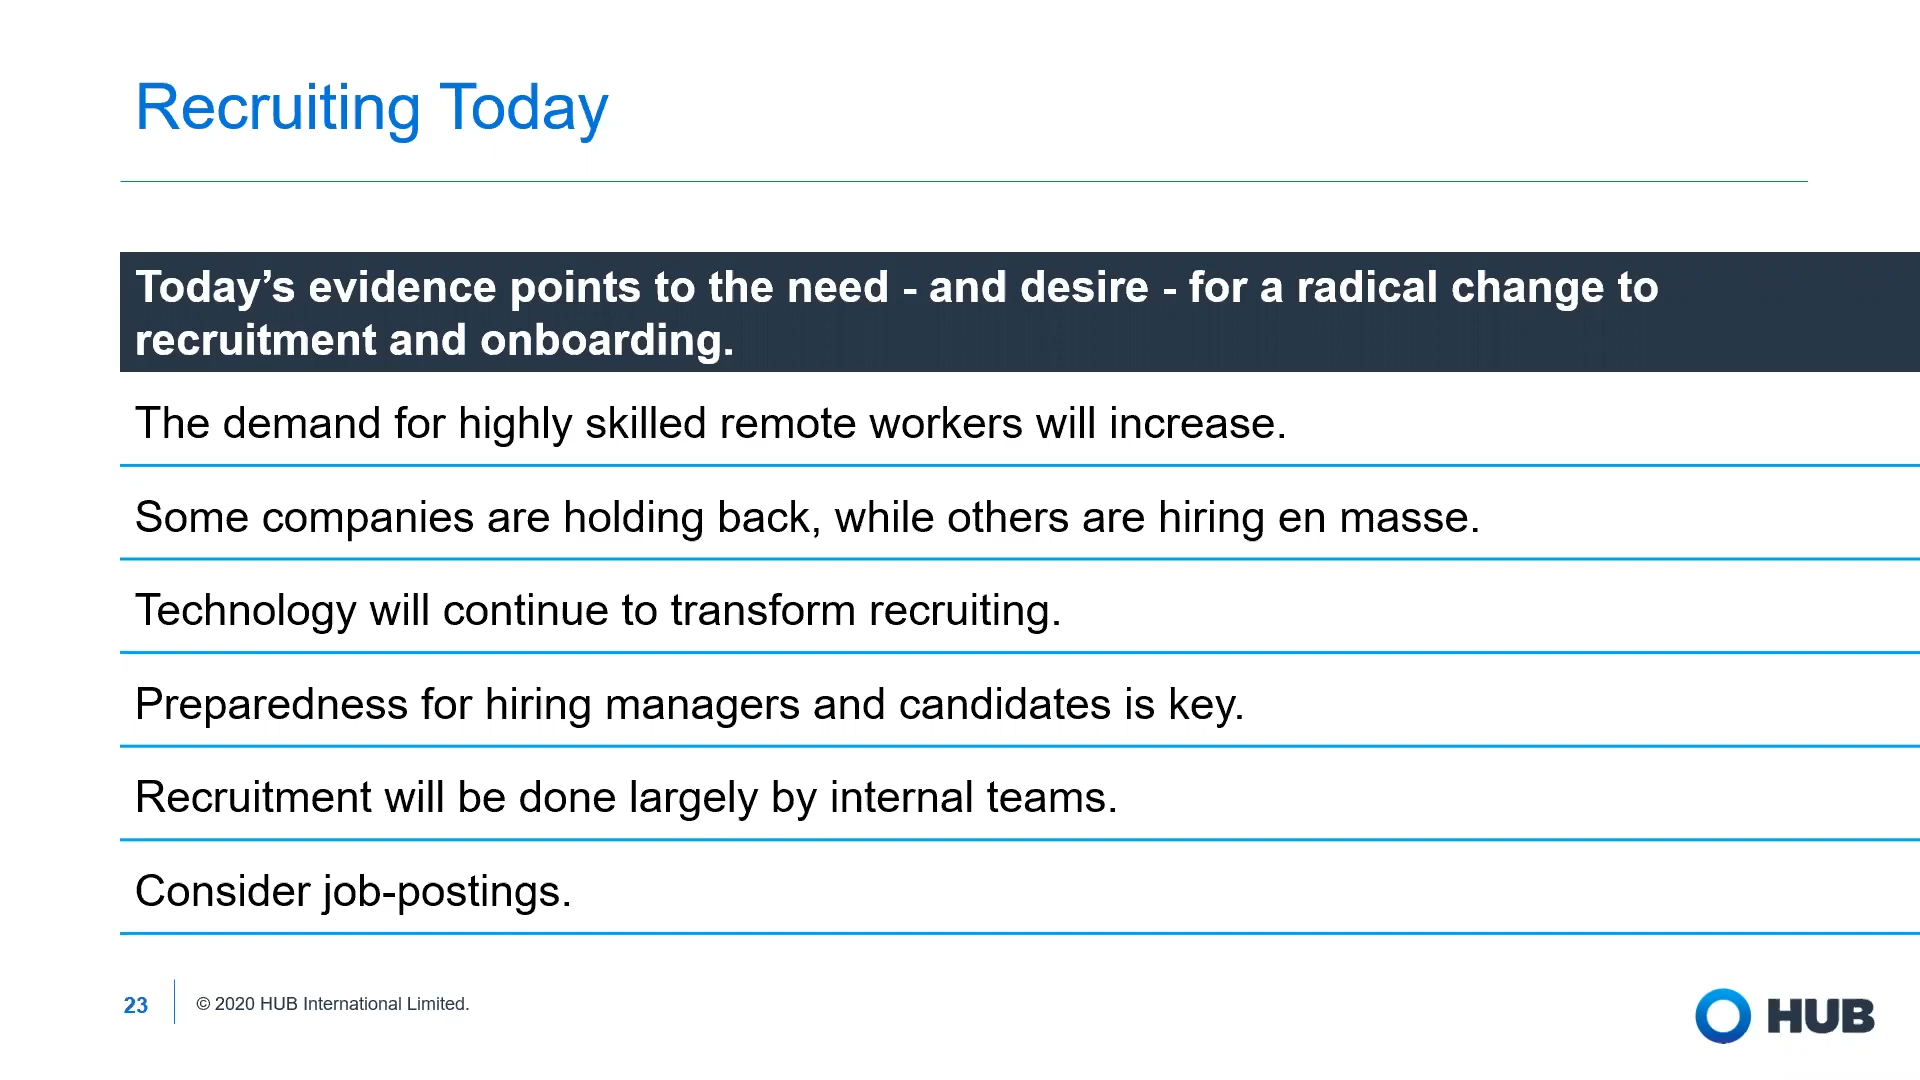 Recruiting Today
Today’s evidence points to the need - and desire - for a radical change to
recruitment and onboarding.
The demand for highly skilled remote workers will increase.
Some companies are holding back, while others are hiring en masse.
Technology will continue to transform recruiting.
Preparedness for hiring managers and candidates is key.
Recruitment will be done largely by internal teams.
Consider job-postings.
23
© 2020 HUB International Limited.
HUB